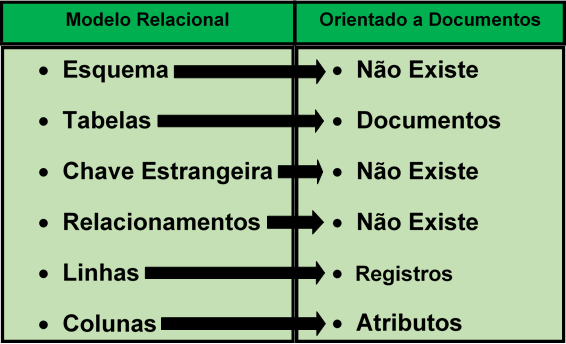 Modelo Relacional Orientado a Documentos
Esquema Não Existe
Tabelas Documentos
Chave Estrangeira Não Existe
Relacionamentos Não Existe
Linhas Registros
Colunas Atributos